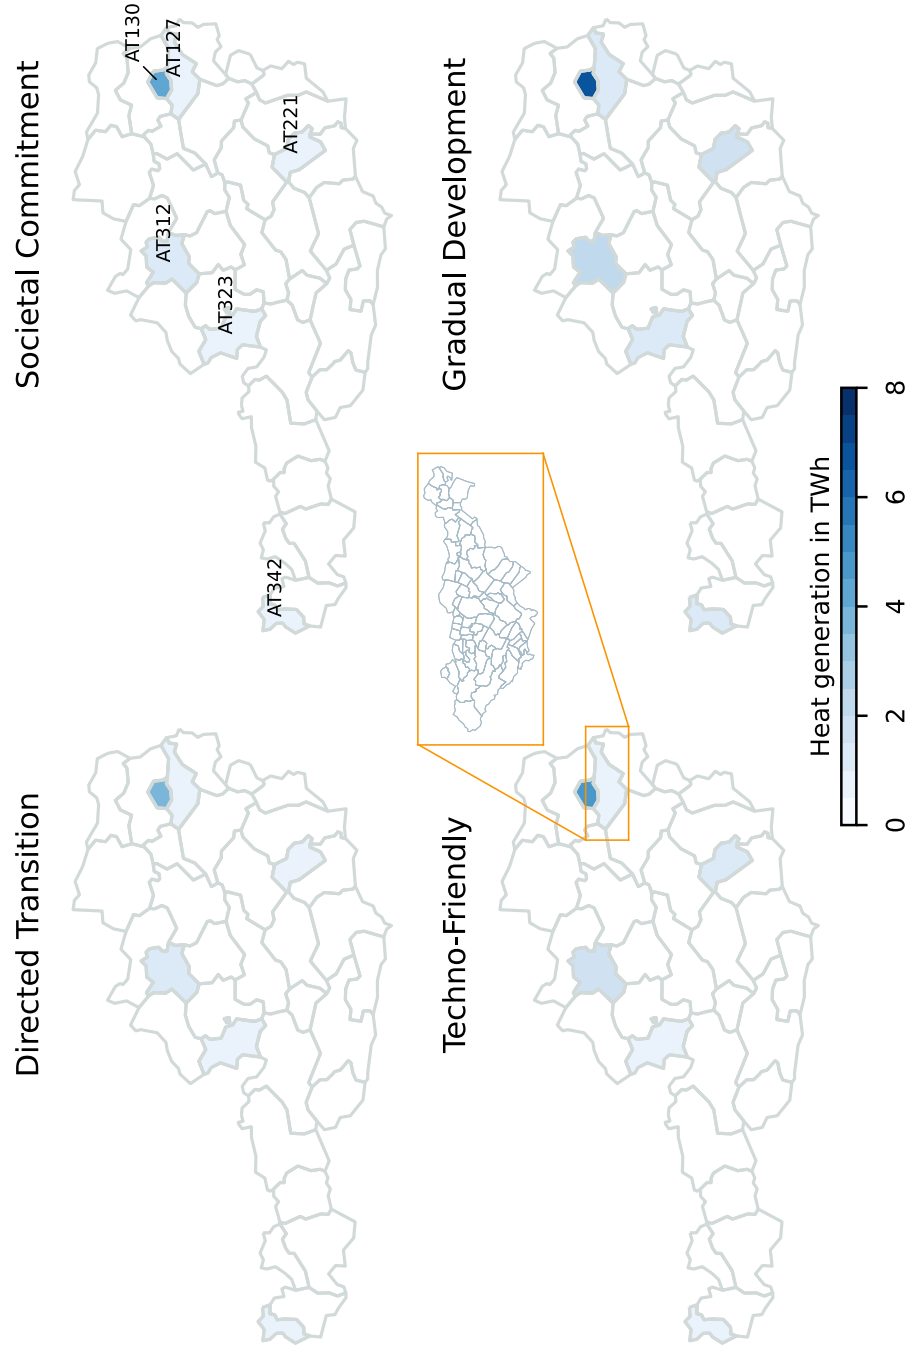 Directed Transition
Societal Commitment
AT130
AT127
AT312
AT221
AT323
AT342
Techno-Friendly
Gradual Development
Heat generation in TWh
0 2 4 6 8